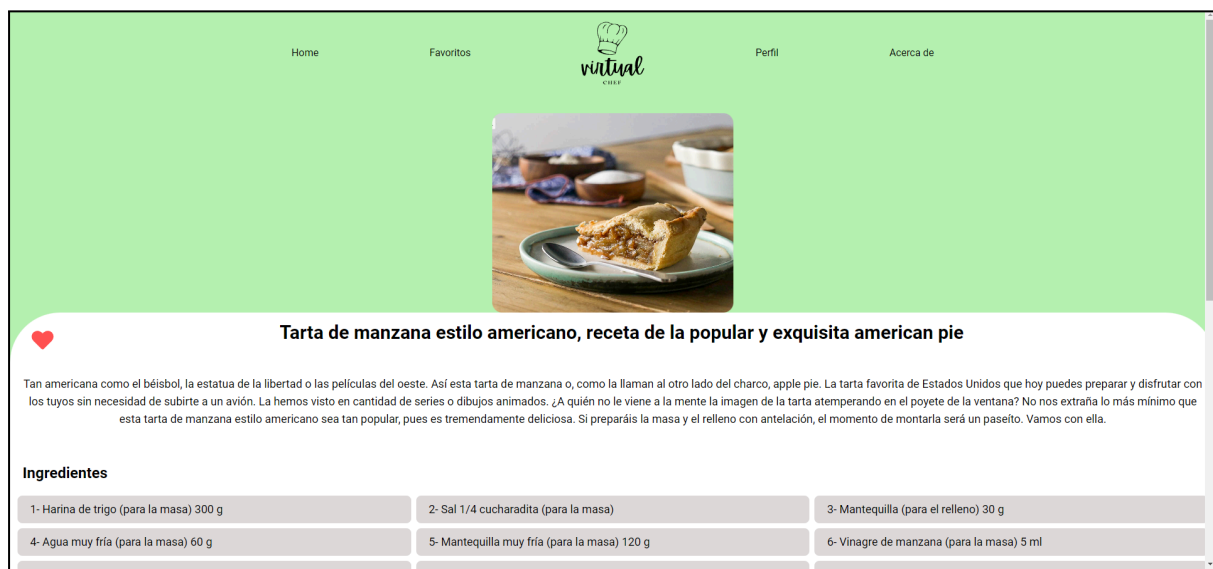 Home Favoritos virtual Perfil Acerca de
CHEF
Tarta de manzana estilo americano, receta de la popular y exquisita american pie
Tan americana como el béisbol, la estatua de la libertad o las películas del oeste. Así esta tarta de manzana o, como la llaman al otro lado del charco, apple pie. La tarta favorita de Estados Unidos que hoy puedes preparar y disfrutar con
los tuyos sin necesidad de subirte a un avión. La hemos visto en cantidad de series o dibujos animados. ¿A quién no le viene a la mente la imagen de la tarta atemperando en el poyete de la ventana? No nos extraña lo más mínimo que
esta tarta de manzana estilo americano sea tan popular, pues es tremendamente deliciosa. Si preparáis la masa y el relleno con antelación, el momento de montarla será un paseíto. Vamos con ella.
Ingredientes
1- Harina de trigo (para la masa) 300 g 2- Sal 1/4 cucharadita (para la masa) 3- Mantequilla (para el relleno) 30 g
4- Agua muy fría (para la masa) 60 g 5- Mantequilla muy fría (para la masa) 120 g 6- Vinagre de manzana (para la masa) 5 ml